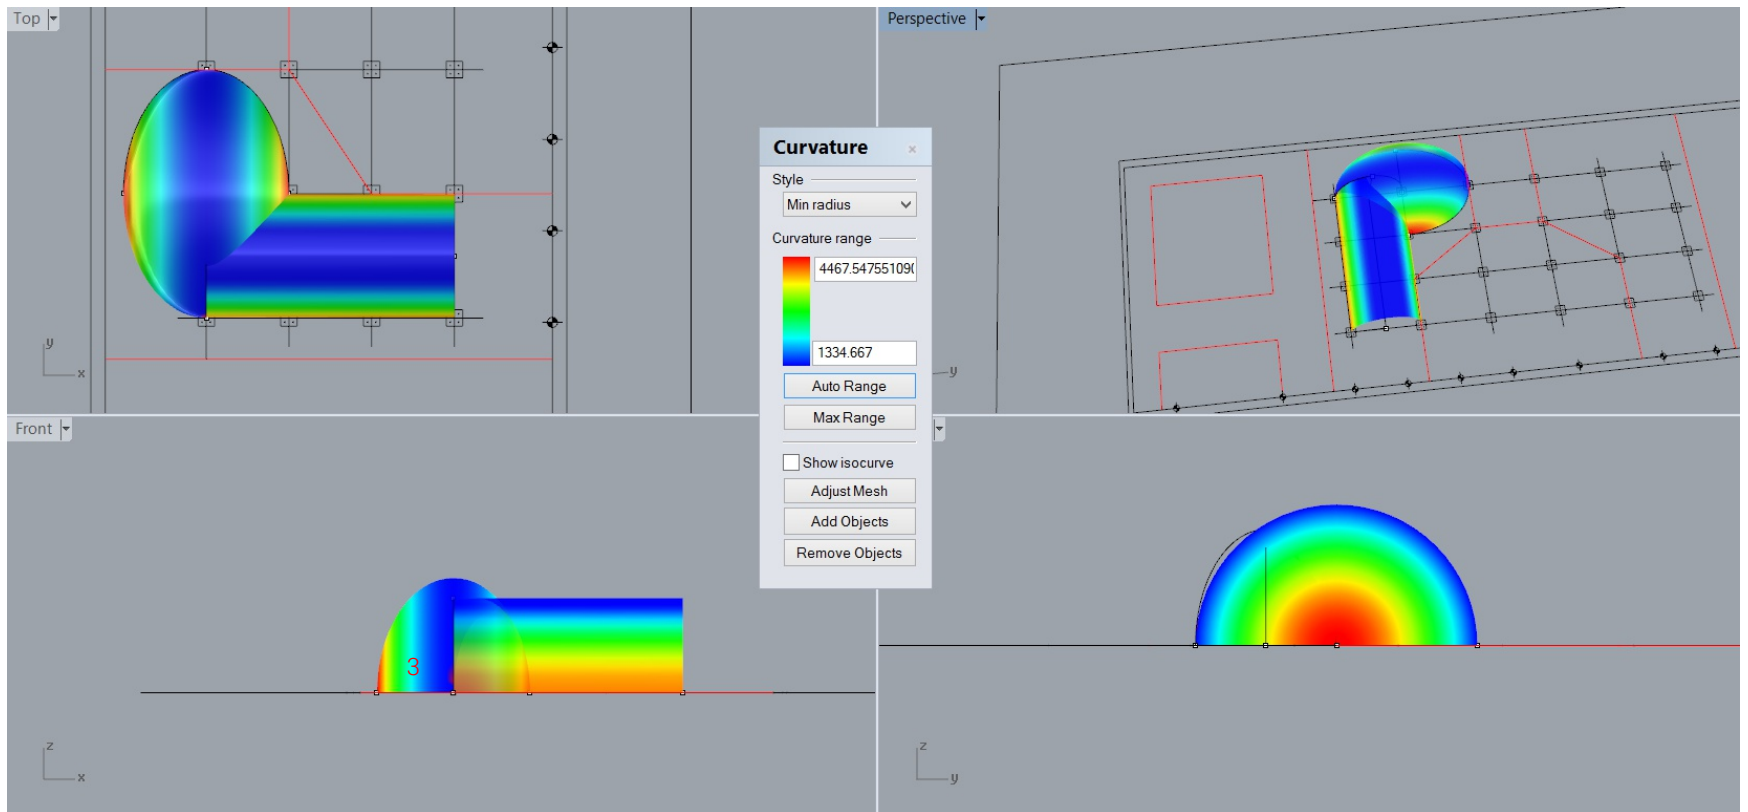 Top
Perspective
Curvature
Style
Min radius
Curvature range
4467.547551090
1334.667
Auto Range
Max Range
Show isocurve
Adjust Mesh
Add Objects
Remove Objects
y
x
y
Front
3
z
x
z
y